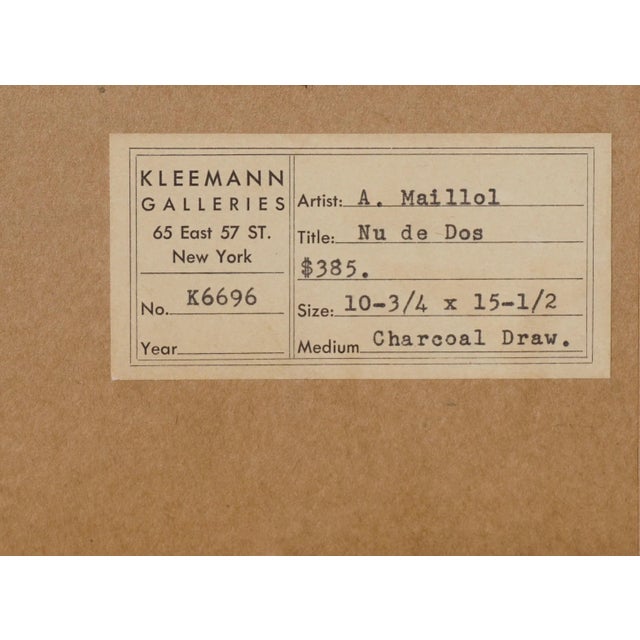 KLEEMANN
GALLERIES
65 East 57 ST.
New York
No. K6696
Year
Artist: A. Maillol
Title: Nu de Dos
$385.
Size: 10-3/4 x 15-1/2
Medium Charcoal Draw.